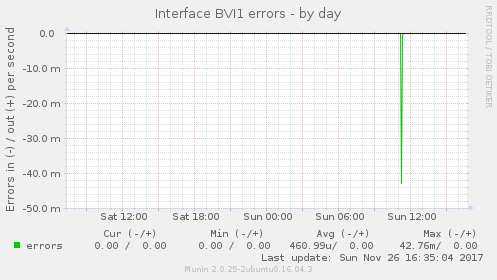 Interface BVI1 errors - by day
RRDTOOL / TOBI OETIKER
Errors in (-) / out (+) per second
0.0
-10.0 m
-20.0 m
-30.0 m
-40.0 m
-50.0 m
Sat 12:00 Sat 18:00 Sun 00:00 Sun 06:00 Sun 12:00
Cur (-/+) Min (-/+) Avg (-/+) Max (-/+)
errors 0.00 / 0.00 0.00 / 0.00 460.99u/ 0.00 42.76m/ 0.00
Last update: Sun Nov 26 16:35:04 2017
Munin 2.0.25-2ubuntu0.16.04.3